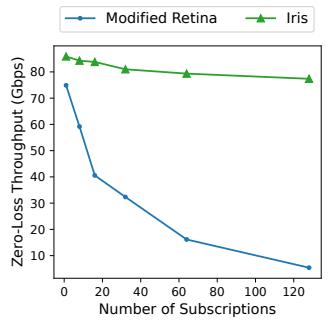 Modified Retina Iris
Zero-Loss Throughput (Gbps)
80
70
60
50
40
30
20
10
0 20 40 60 80 100 120
Number of Subscriptions